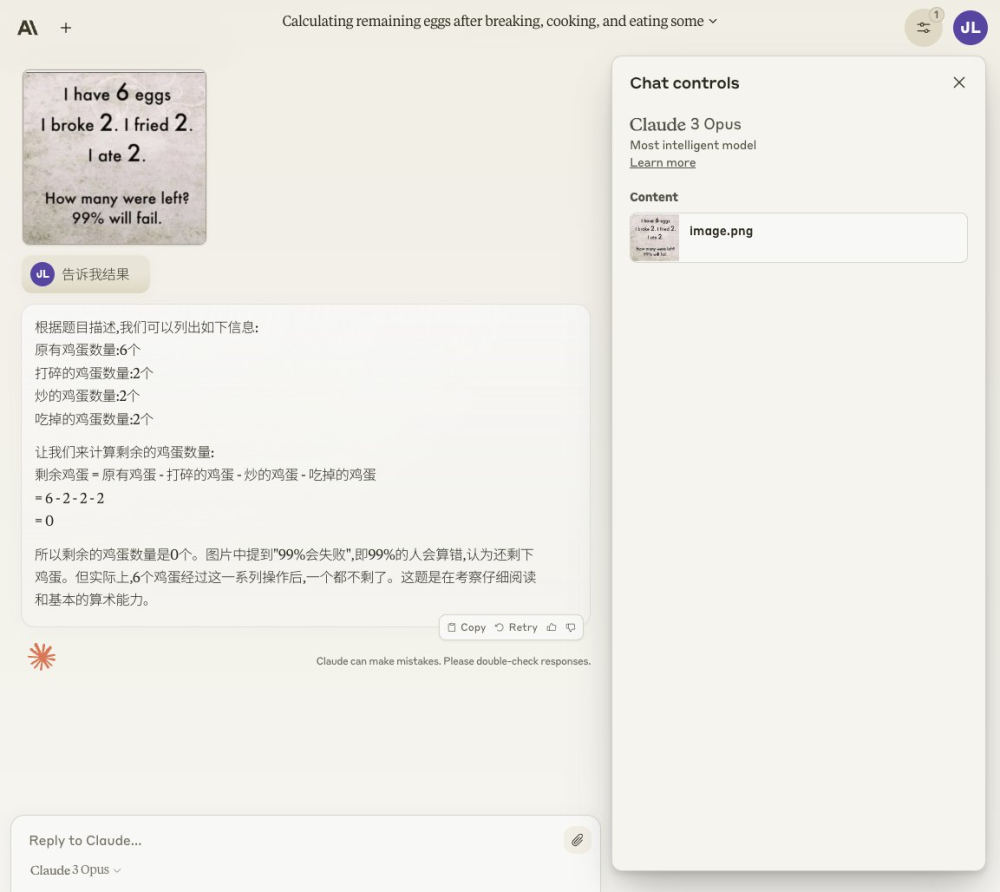 Calculating remaining eggs after breaking, cooking, and eating some
1
JL
I have 6 eggs
I broke 2. I fried 2.
I ate 2.
How many were left?
99% will fail.
JL 告诉我结果
根据题目描述,我们可以列出如下信息:
原有鸡蛋数量:6个
打碎的鸡蛋数量:2个
炒的鸡蛋数量:2个
吃掉的鸡蛋数量:2个
让我们来计算剩余的鸡蛋数量:
剩余鸡蛋 = 原有鸡蛋 - 打碎的鸡蛋 - 炒的鸡蛋 - 吃掉的鸡蛋
= 6 - 2 - 2 - 2
= 0
所以剩余的鸡蛋数量是0个。图片中提到"99%会失败",即99%的人会算错,认为还剩下
鸡蛋。但实际上,6个鸡蛋经过这一系列操作后,一个都不剩了。这题是在考察仔细阅读
和基本的算术能力。
Copy Retry
Claude can make mistakes. Please double-check responses.
Reply to Claude...
Claude 3 Opus
Chat controls
Claude 3 Opus
Most intelligent model
Learn more
Content
I have 6 eggs
I broke 2. I fried 2.
I ate 2.
How many were left?
99% will fail.
image.png